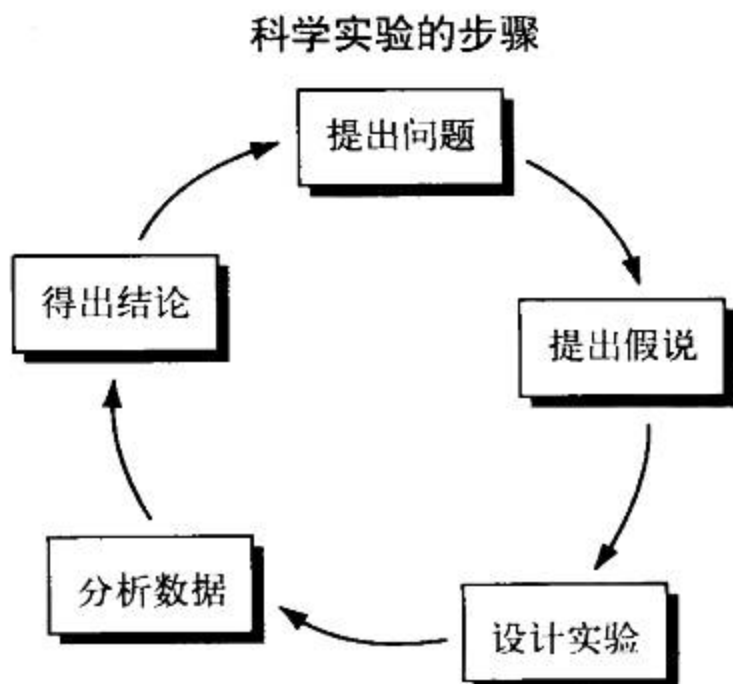 科学实验的步骤
提出问题
提出假说
设计实验
分析数据
得出结论